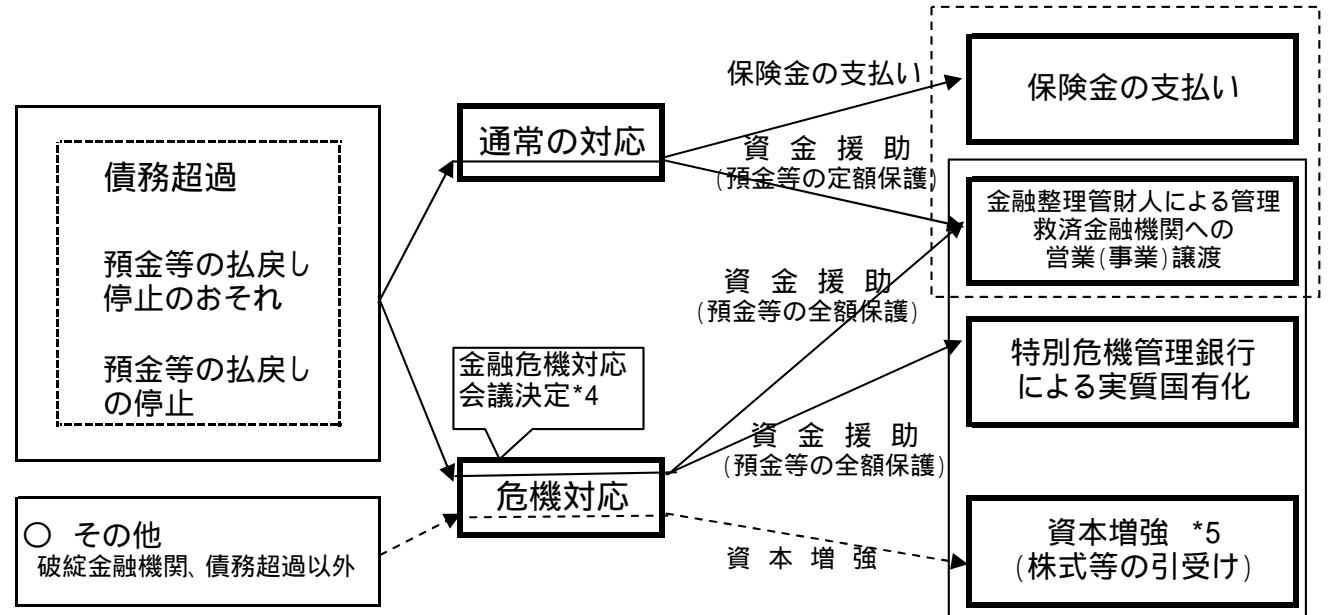 債務超過
預金等の払戻し
停止のおそれ
預金等の払戻し
の停止
○ その他
破綻金融機関、債務超過以外
通常の対応
金融危機対応
会議決定*4
危機対応
保険金の支払い
資 金 援 助
(預金等の定額保護)
資 金 援 助
(預金等の全額保護)
資 金 援 助
(預金等の全額保護)
資 本 増 強
保険金の支払い
金融整理管財人による管理
救済金融機関への
営業(事業)譲渡
特別危機管理銀行
による実質国有化
資本増強 *5
(株式等の引受け)